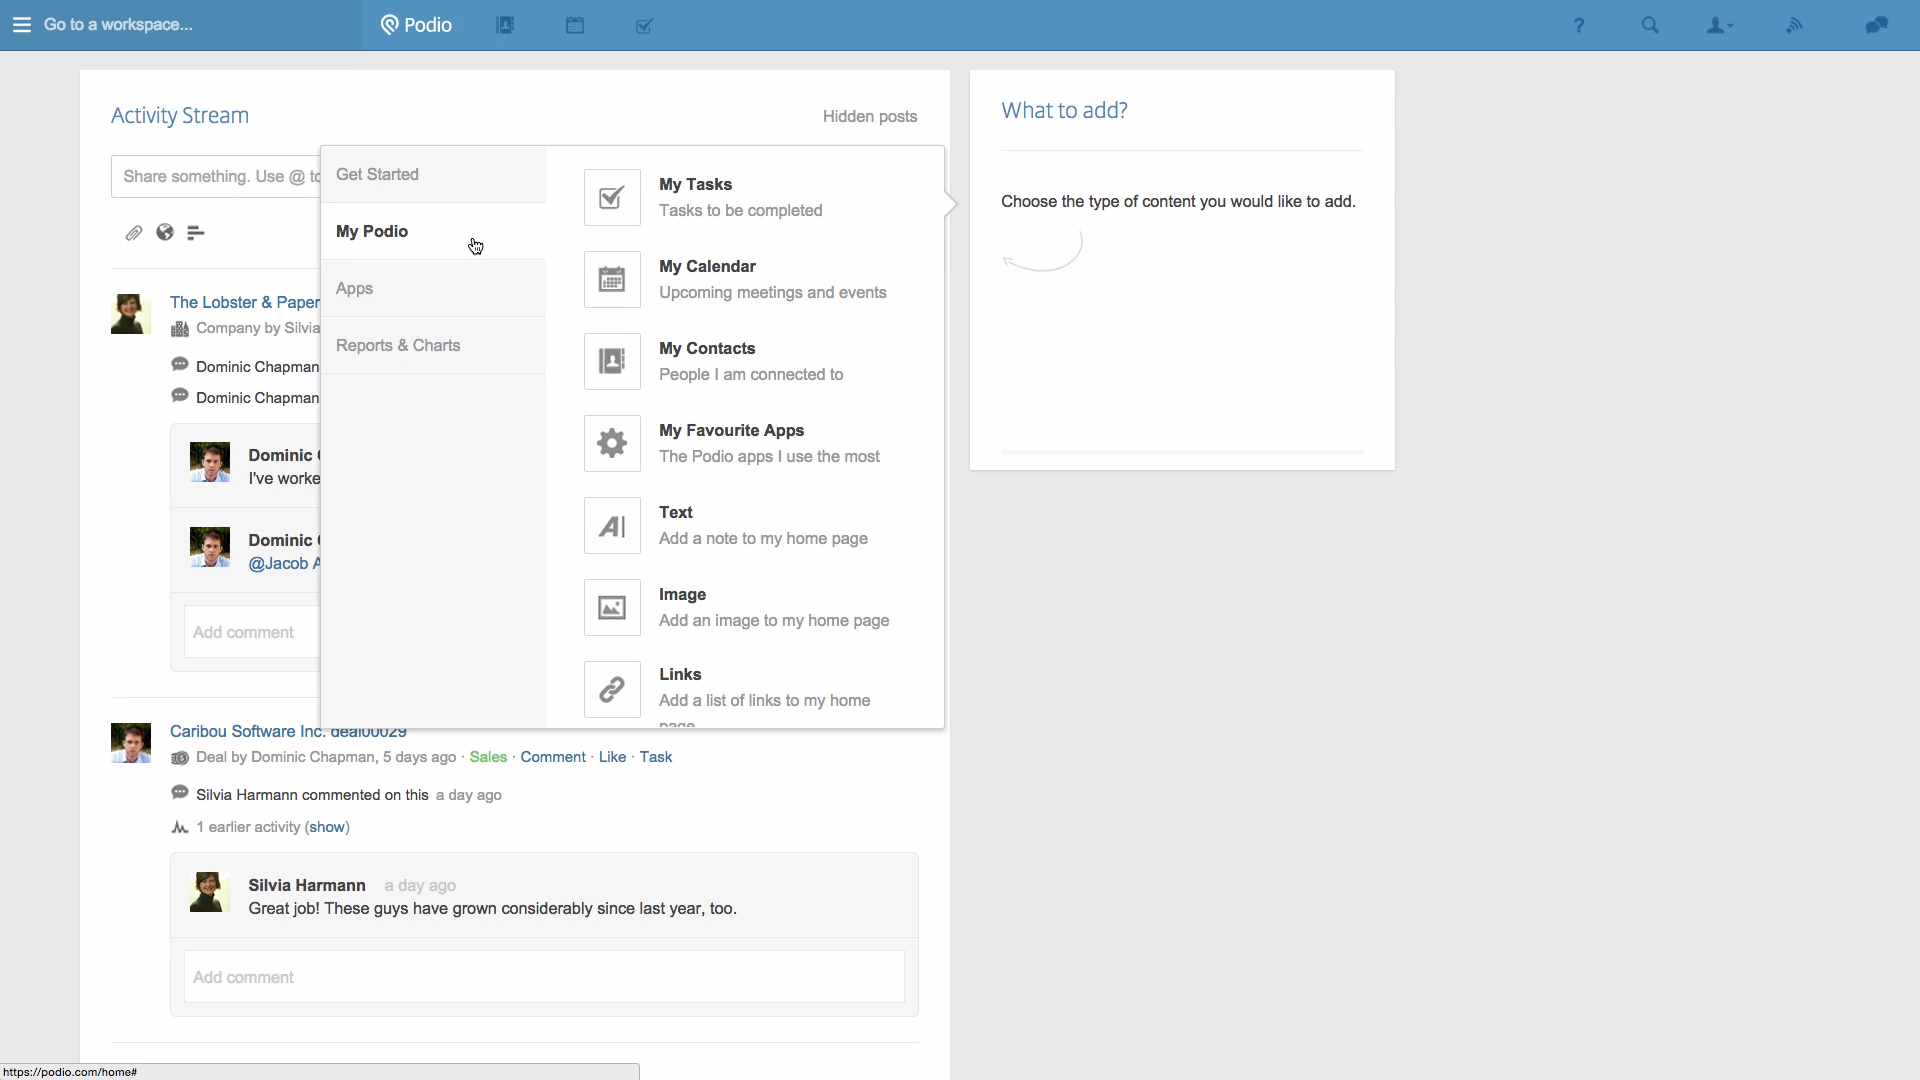 Go to a workspace...
Podio
?
Activity Stream
Hidden posts
Share something. Use @
Get Started
My Podio
Apps
Reports & Charts
My Tasks
Tasks to be completed
My Calendar
Upcoming meetings and events
My Contacts
People I am connected to
My Favourite Apps
The Podio apps I use the most
Text
Add a note to my home page
Image
Add an image to my home page
Links
Add a list of links to my home
page
What to add?
Choose the type of content you would like to add.
The Lobster & Paper
Company by Silvia
Dominic Chapman
Dominic Chapman
Dominic
I've worke
Dominic
@Jacob A
Add comment
Caribou Software Inc. deal00029
Deal by Dominic Chapman, 5 days ago · Sales · Comment · Like · Task
Silvia Harmann commented on this a day ago
1 earlier activity (show)
Silvia Harmann a day ago
Great job! These guys have grown considerably since last year, too.
Add comment
https://podio.com/home#